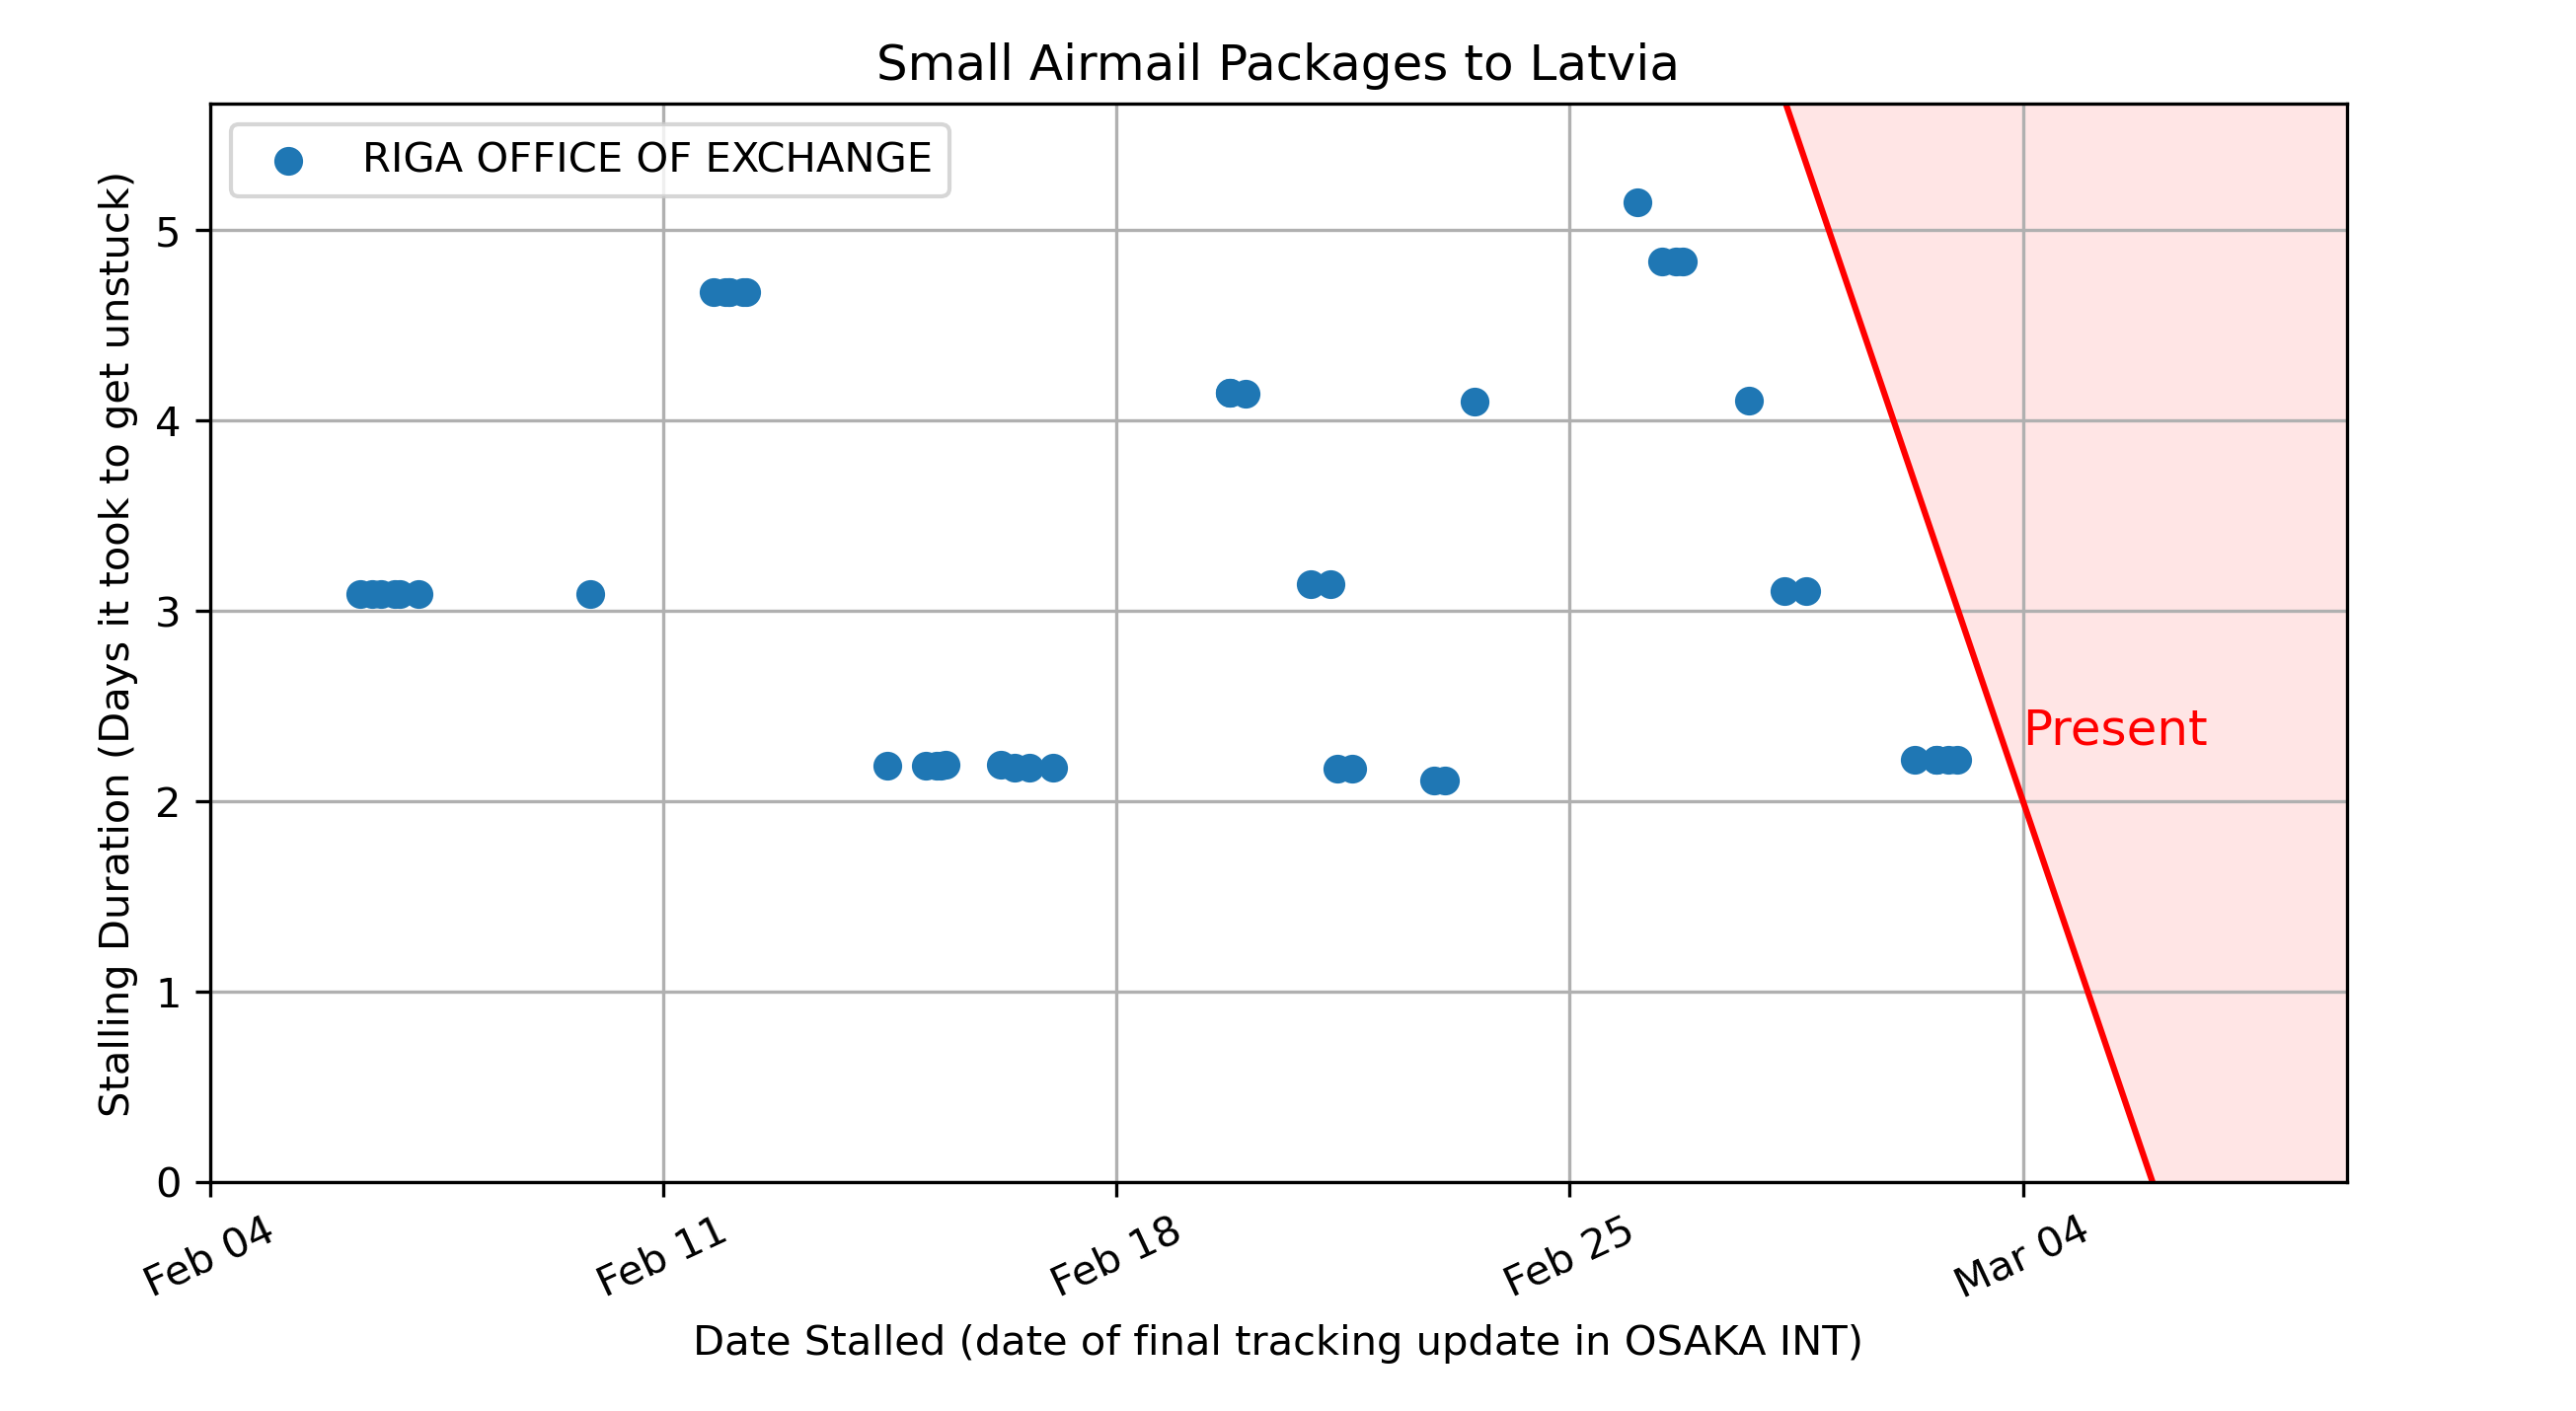 Small Airmail Packages to Latvia
RIGA OFFICE OF EXCHANGE
Stalling Duration (Days it took to get unstuck)
5
4
3
2
1
0
Present
Feb 04
Feb 11
Feb 18
Feb 25
Mar 04
Date Stalled (date of final tracking update in OSAKA INT)